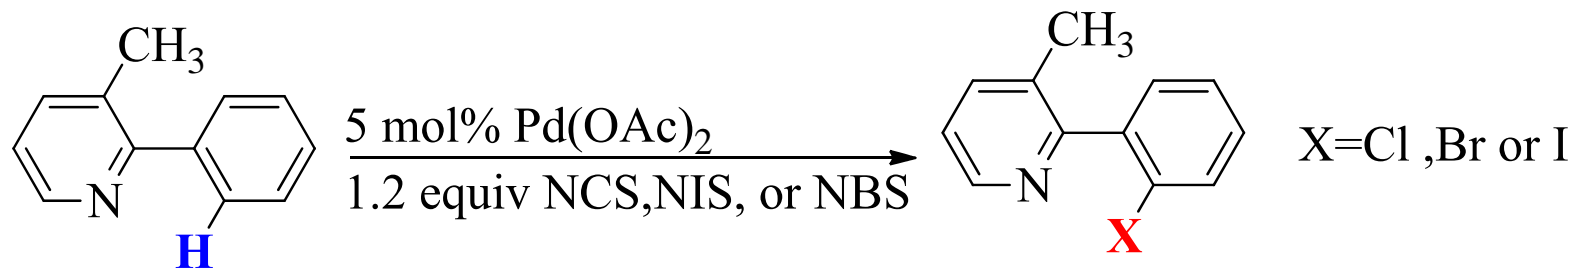 CH₃
N
H
5 mol% Pd(OAc)₂
1.2 equiv NCS,NIS, or NBS
CH₃
N
X
X=Cl ,Br or I